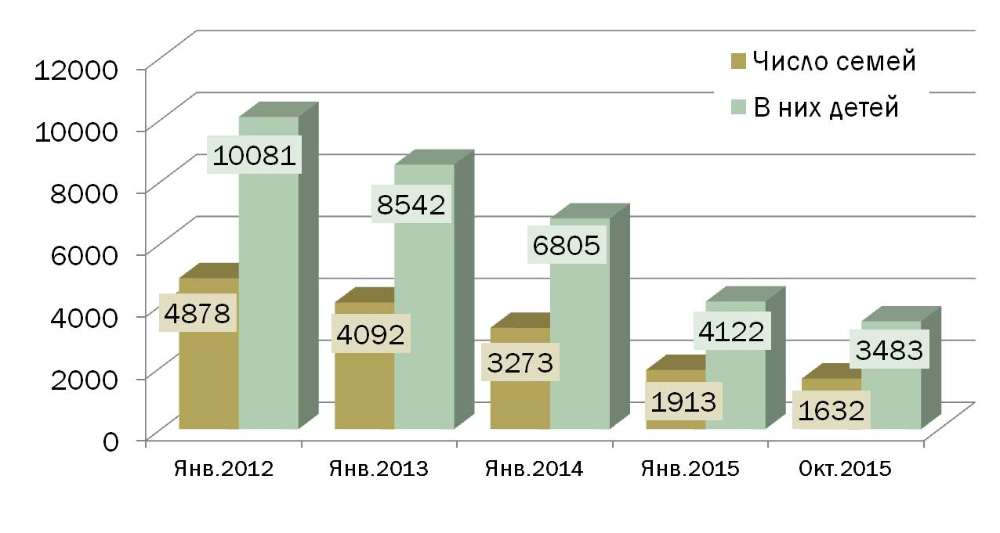 12000
10000
8000
6000
4000
2000
0
Число семей
В них детей
10081
8542
6805
4122
3483
4878
4092
3273
1913
1632
Янв.2012
Янв.2013
Янв.2014
Янв.2015
Окт.2015